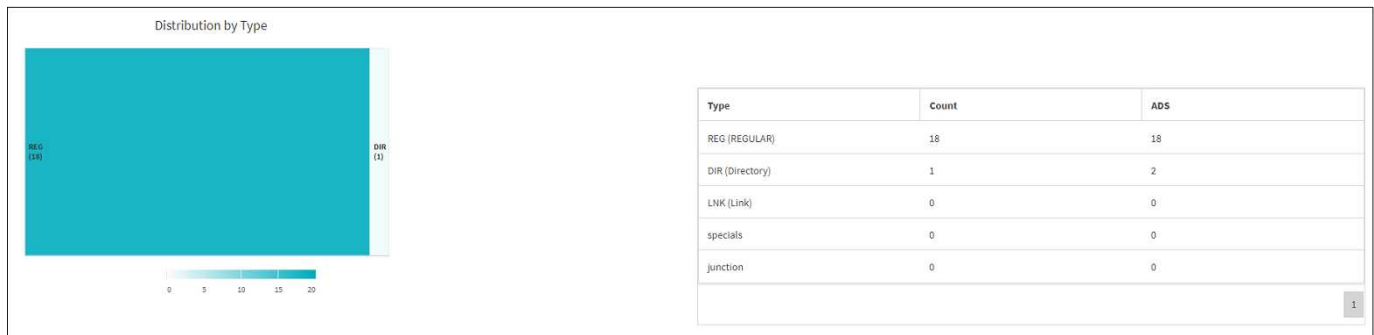 Distribution by Type
REG
(18)
DIR
(1)
0 5 10 15 20
Type Count ADS
REG (REGULAR) 18 18
DIR (Directory) 1 2
LNK (Link) 0 0
specials 0 0
junction 0 0
1